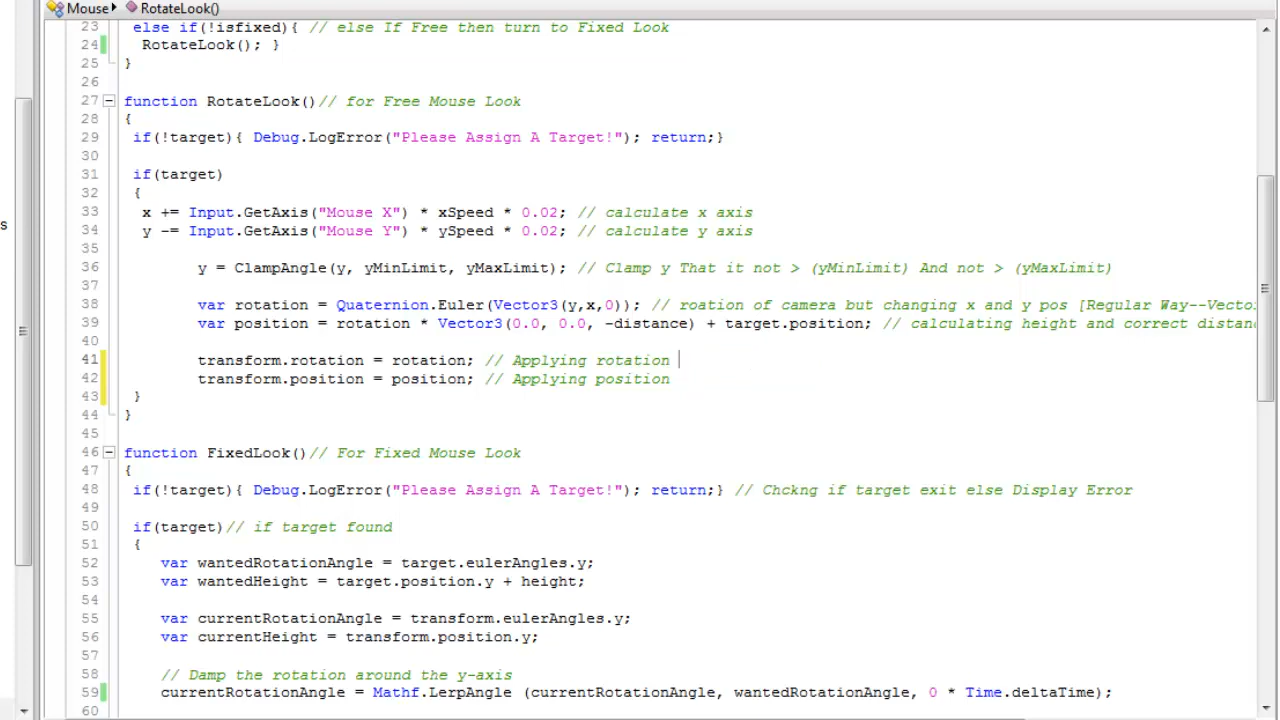 Mouse RotateLook()
23 else if(!isfixed){ // else If Free then turn to Fixed Look
24 RotateLook(); }
25 }
26
27 function RotateLook()// for Free Mouse Look
28 {
29 if(!target){ Debug.LogError("Please Assign A Target!"); return;}
30
31 if(target)
32 {
s
33 x += Input.GetAxis("Mouse X") * xSpeed * 0.02; // calculate x axis
34 y -= Input.GetAxis("Mouse Y") * ySpeed * 0.02; // calculate y axis
35
36 y = ClampAngle(y, yMinLimit, yMaxLimit); // Clamp y That it not > (yMinLimit) And not > (yMaxLimit)
37
38 var rotation = Quaternion.Euler(Vector3(y,x,0)); // roation of camera but changing x and y pos [Regular Way--Vecto
39 var position = rotation * Vector3(0.0, 0.0, -distance) + target.position; // calculating height and correct distan
40
41 transform.rotation = rotation; // Applying rotation
42 transform.position = position; // Applying position
43 }
44 }
45
46 function FixedLook()// For Fixed Mouse Look
47 {
48 if(!target){ Debug.LogError("Please Assign A Target!"); return;} // Chckng if target exit else Display Error
49
50 if(target)// if target found
51 {
52 var wantedRotationAngle = target.eulerAngles.y;
53 var wantedHeight = target.position.y + height;
54
55 var currentRotationAngle = transform.eulerAngles.y;
56 var currentHeight = transform.position.y;
57
58 // Damp the rotation around the y-axis
59 currentRotationAngle = Mathf.LerpAngle (currentRotationAngle, wantedRotationAngle, 0 * Time.deltaTime);
60